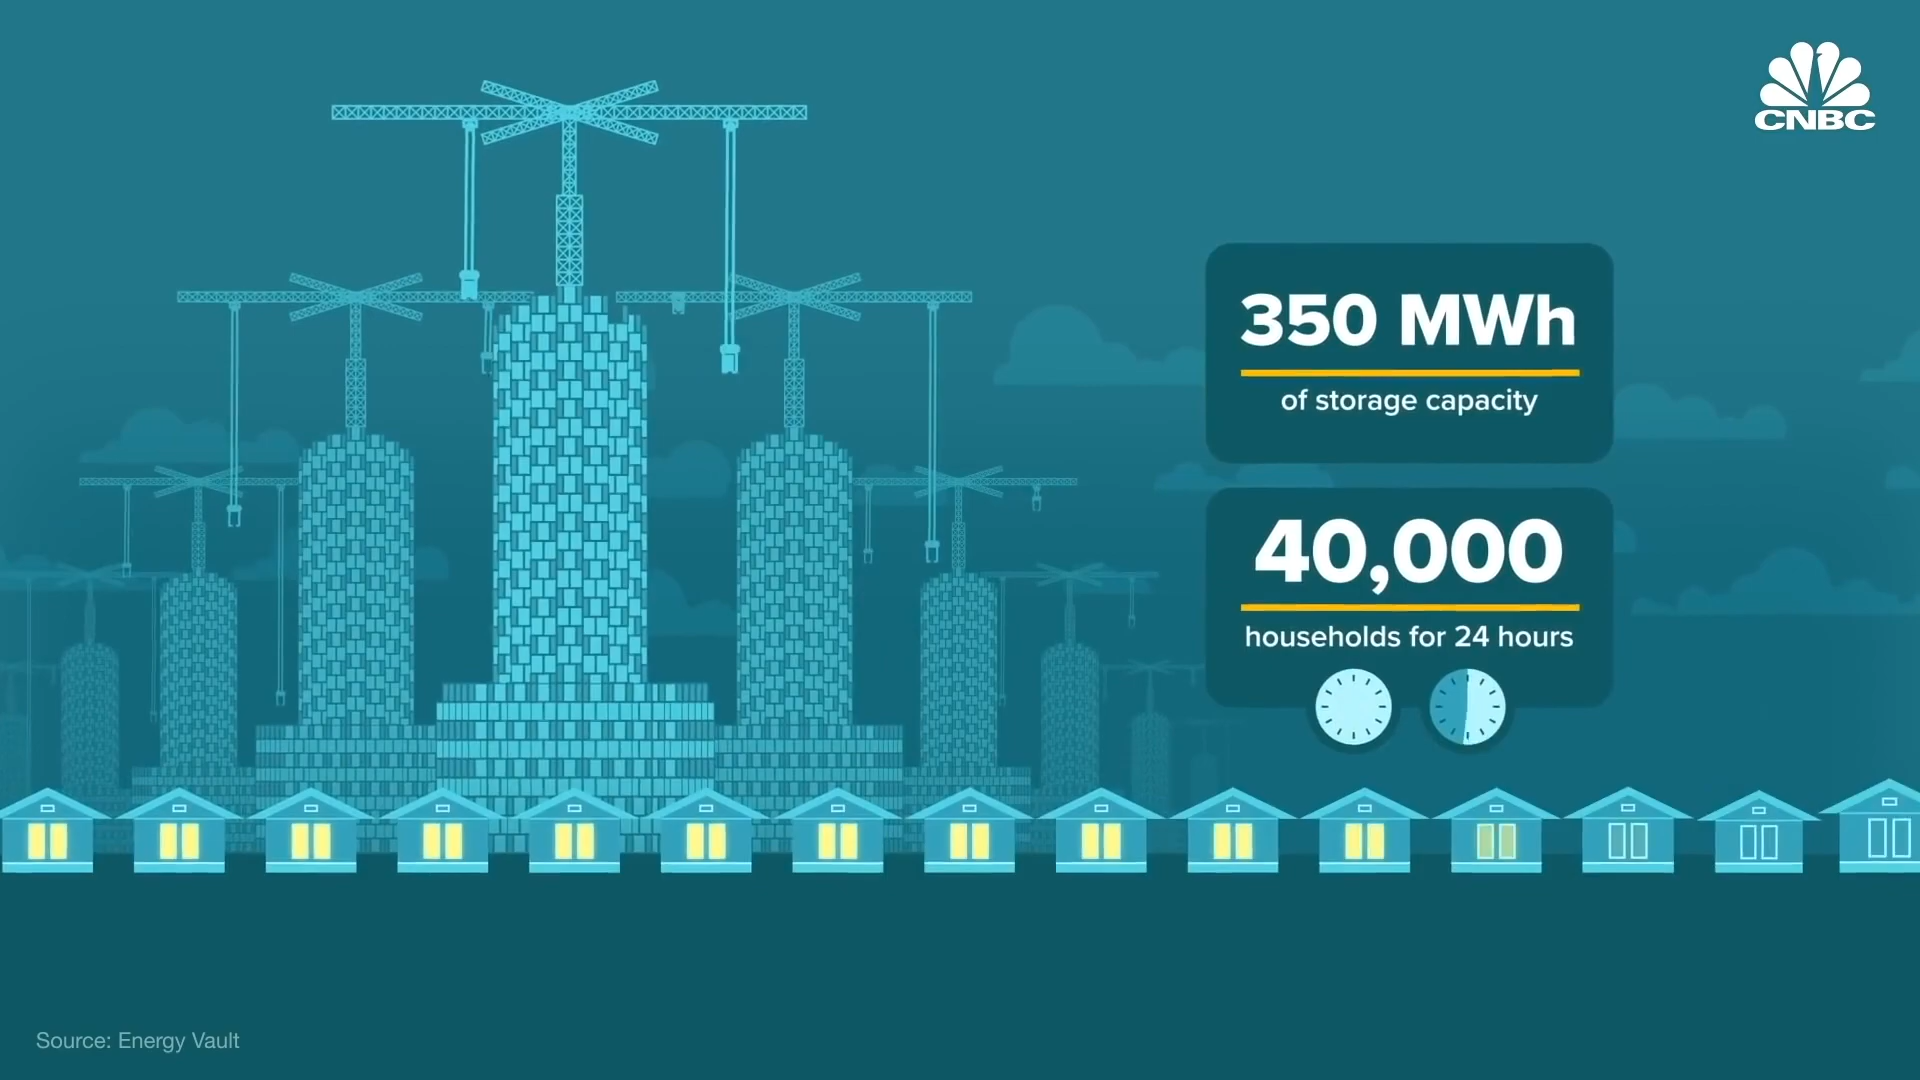 CNBC
350 MWh
of storage capacity
40,000
households for 24 hours
Source: Energy Vault